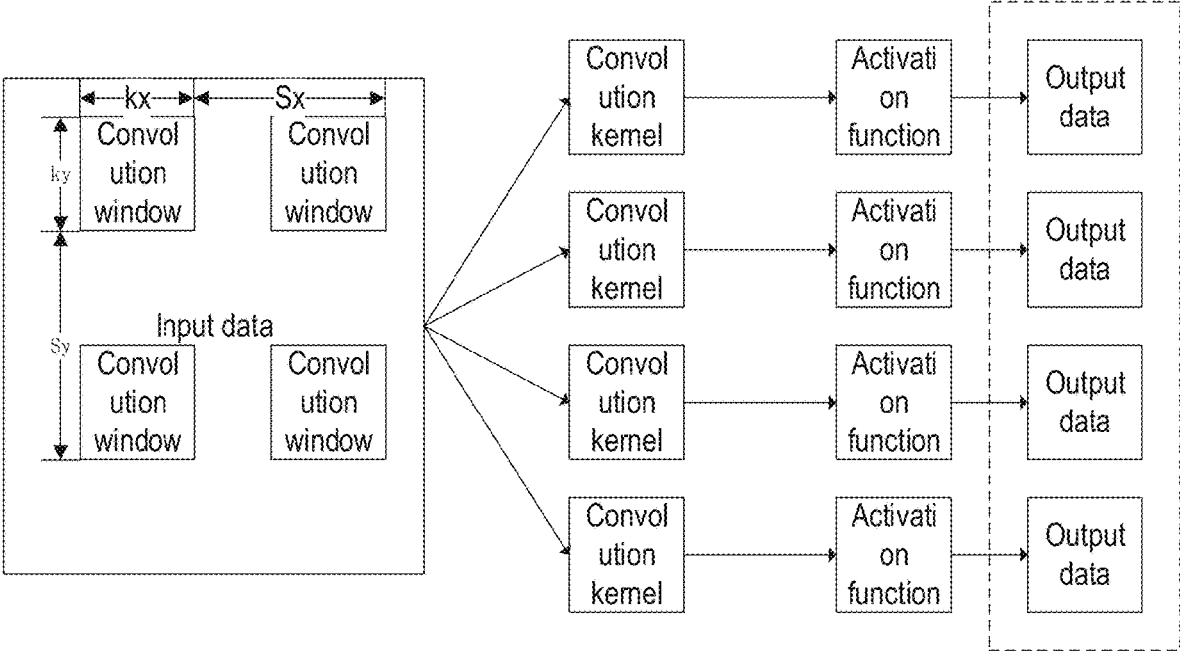 kx
Sx
ky
Convol
ution
window
Convol
ution
window
Input data
Sy
Convol
ution
window
Convol
ution
window
Convol
ution
kernel
Activati
on
function
Output
data
Convol
ution
kernel
Activati
on
function
Output
data
Convol
ution
kernel
Activati
on
function
Output
data
Convol
ution
kernel
Activati
on
function
Output
data